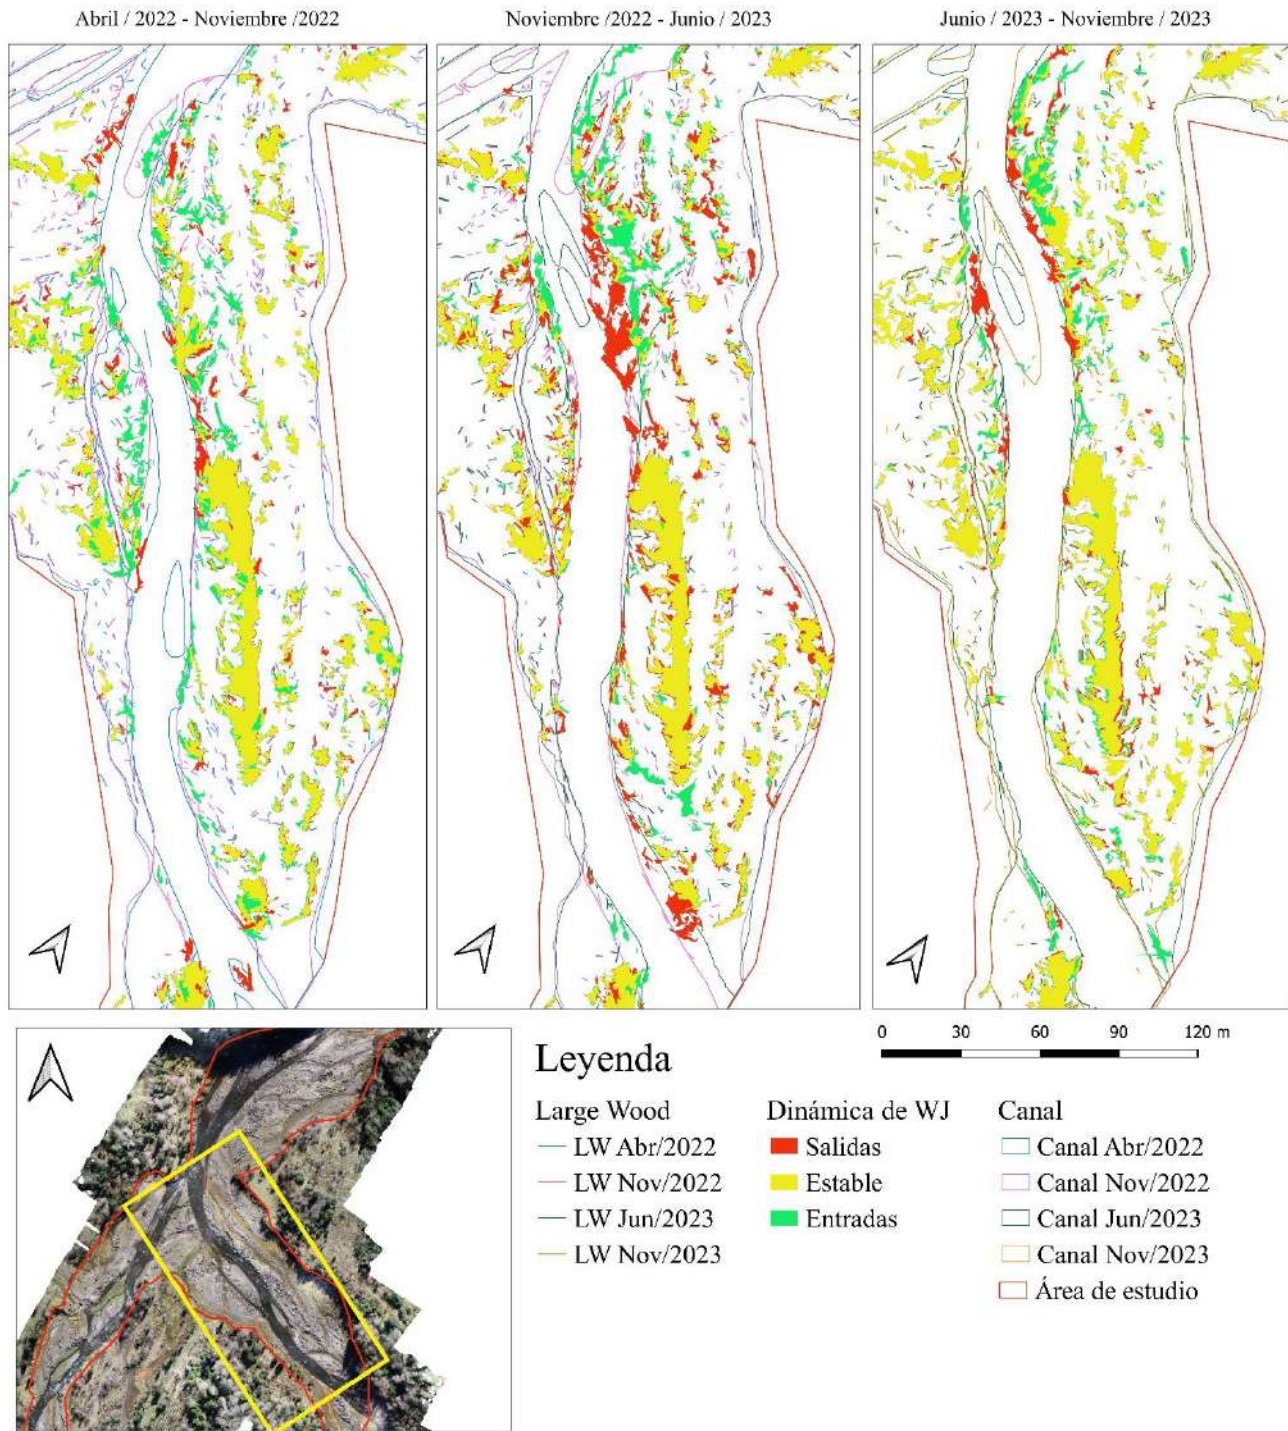 Abril / 2022 - Noviembre /2022
Noviembre /2022 - Junio / 2023
Junio / 2023 - Noviembre / 2023
0 30 60 90 120 m
Leyenda
Large Wood
LW Abr/2022
LW Nov/2022
LW Jun/2023
LW Nov/2023
Dinámica de WJ
Salidas
Estable
Entradas
Canal
Canal Abr/2022
Canal Nov/2022
Canal Jun/2023
Canal Nov/2023
Área de estudio